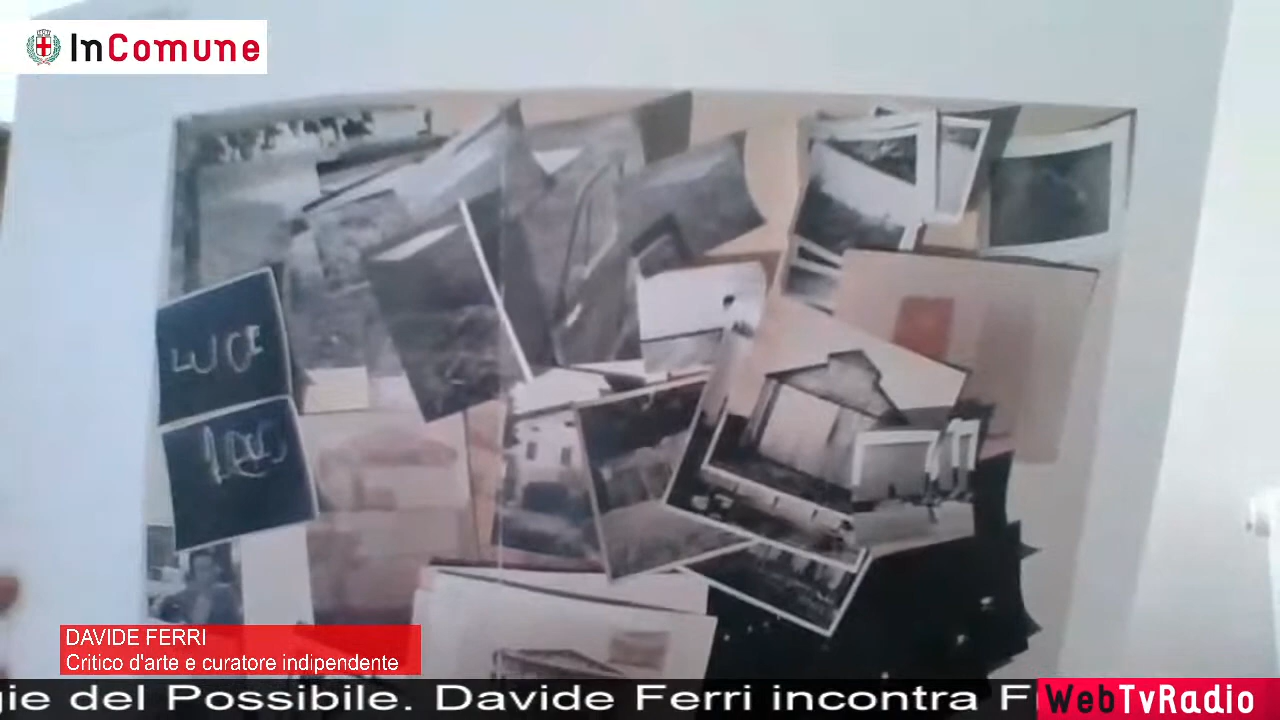 InComune
LUCE
DAVIDE FERRI
Critico d'arte e curatore indipendente
gie del Possibile. Davide Ferri incontra F
WebTvRadio